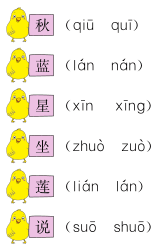 秋 (qiū quī)
蓝 (lán nán)
星 (xīn xīng)
坐 (zhuò zuò)
莲 (lián lán)
说 (suō shuō)